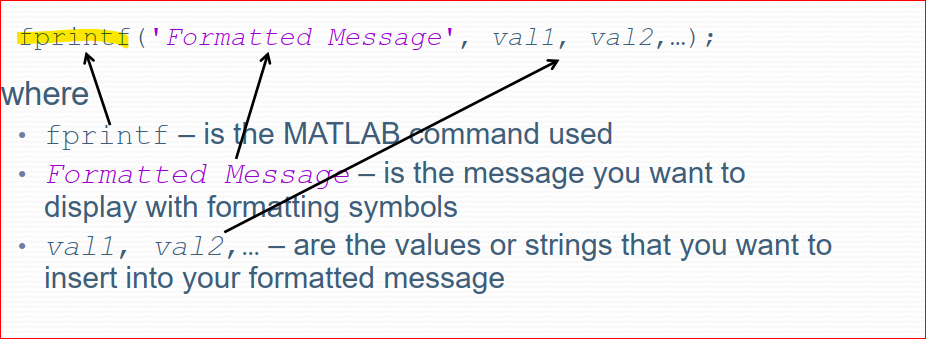 fprintf('Formatted Message', val1, val2,…);
where
• fprintf – is the MATLAB command used
• Formatted Message – is the message you want to
display with formatting symbols
• val1, val2,… – are the values or strings that you want to
insert into your formatted message